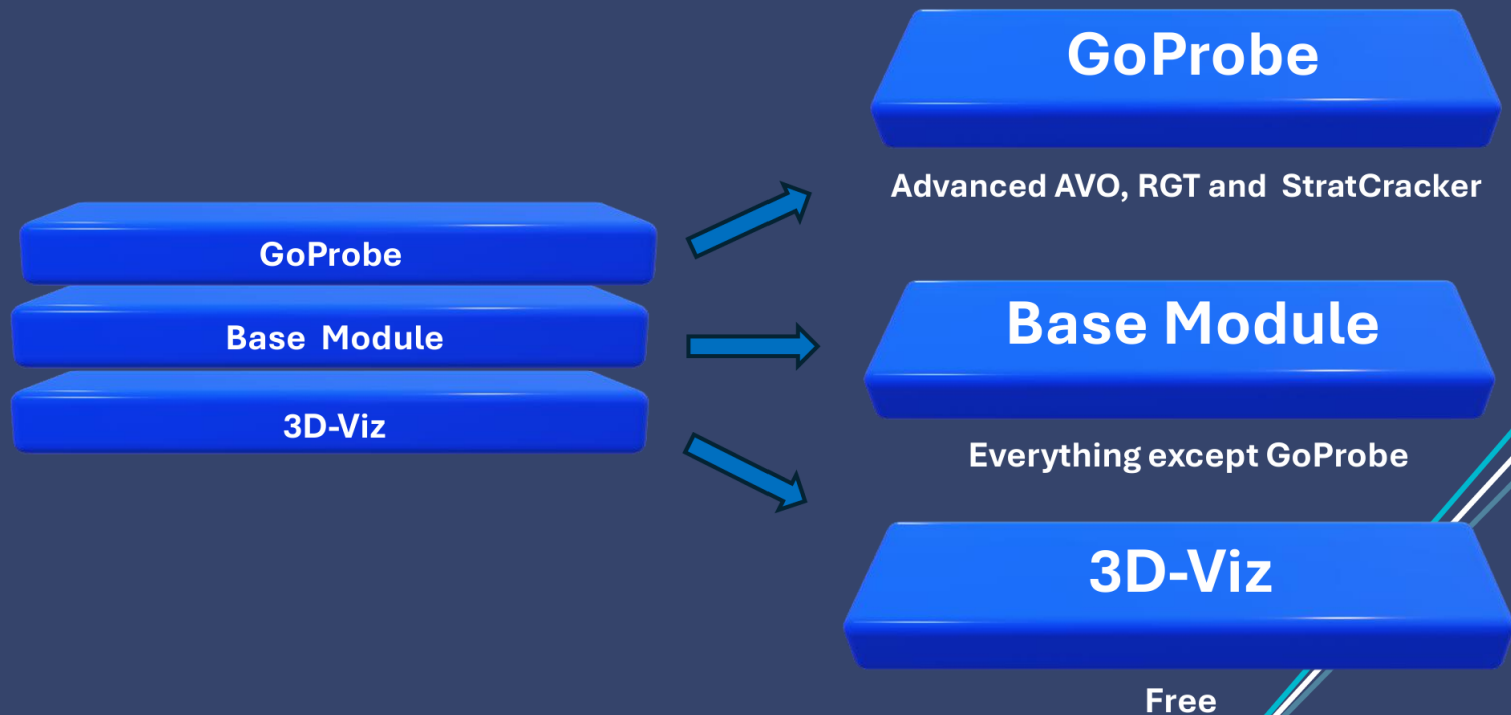 GoProbe
Base Module
3D-Viz
GoProbe
Advanced AVO, RGT and StratCracker
Base Module
Everything except GoProbe
3D-Viz
Free